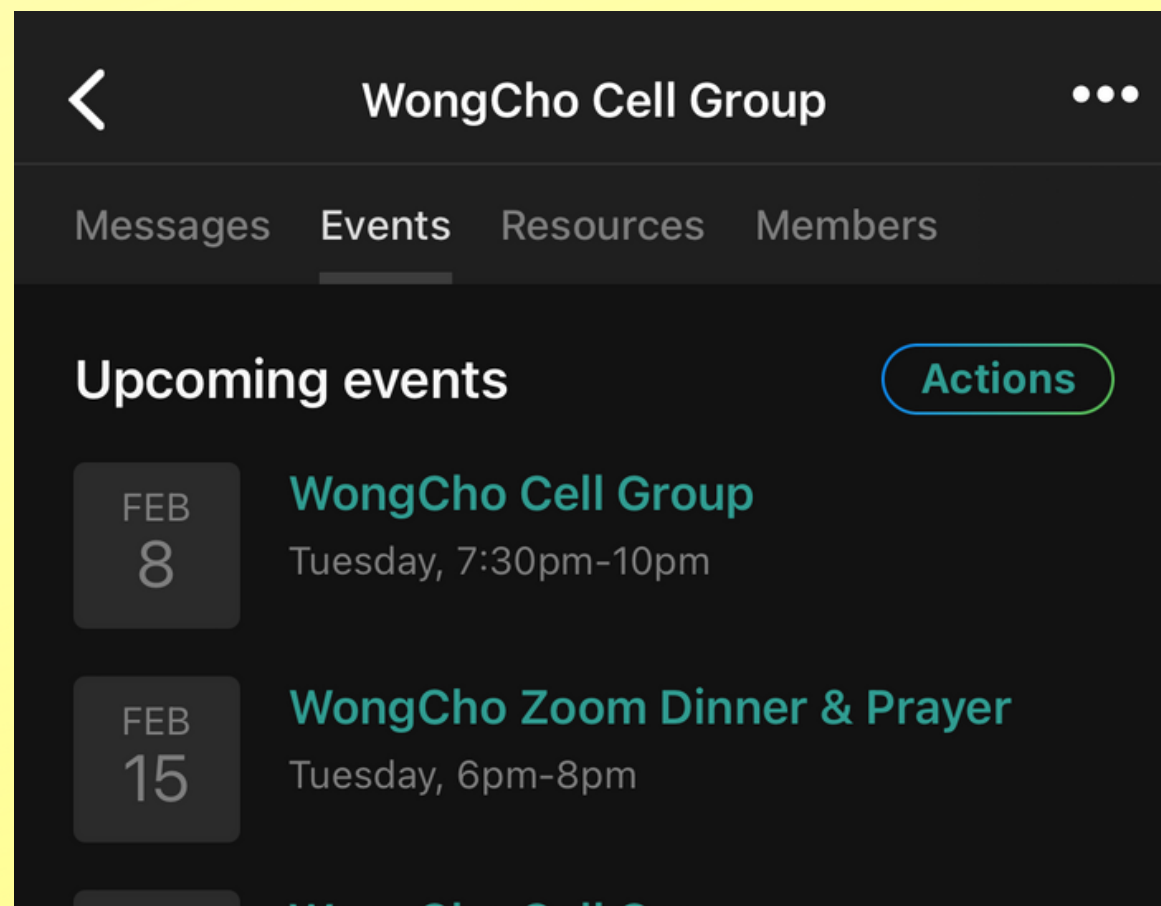 WongCho Cell Group
Messages Events Resources Members
Upcoming events
Actions
FEB
8
WongCho Cell Group
Tuesday, 7:30pm-10pm
FEB
15
WongCho Zoom Dinner & Prayer
Tuesday, 6pm-8pm